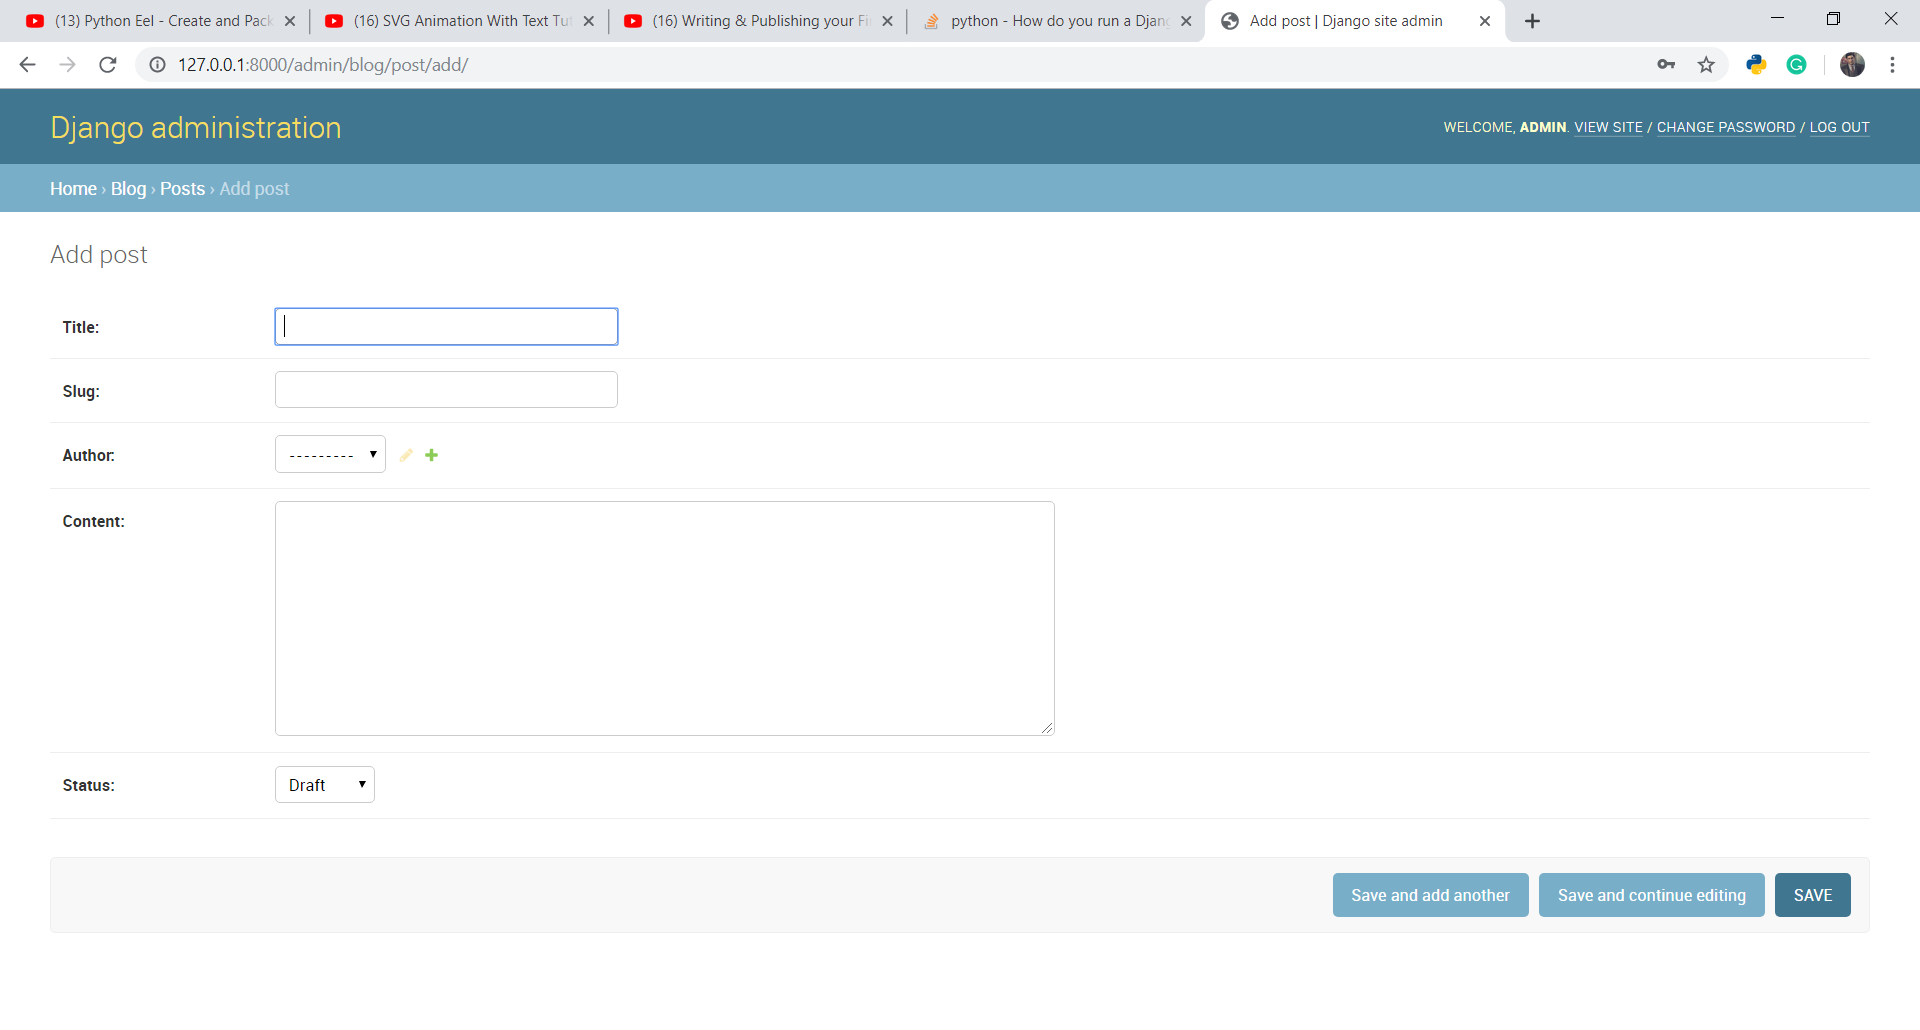 (13) Python Eel - Create and Pack
(16) SVG Animation With Text Tut
(16) Writing & Publishing your Fi
python - How do you run a Djang
Add post | Django site admin
127.0.0.1:8000/admin/blog/post/add/
Django administration
WELCOME, ADMIN. VIEW SITE / CHANGE PASSWORD / LOG OUT
Home › Blog › Posts › Add post
Add post
Title:
Slug:
Author:
---------
Content:
Status:
Draft
Save and add another
Save and continue editing
SAVE